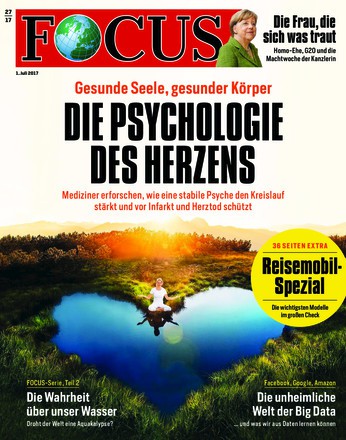 27
17
FOCUS
1. Juli 2017
Die Frau, die
sich was traut
Homo-Ehe, G20 und die
Machtworte der Kanzlerin
Gesunde Seele, gesunder Körper
DIE PSYCHOLOGIE
DES HERZENS
Mediziner erforschen, wie eine stabile Psyche den Kreislauf
stärkt und vor Infarkt und Herztod schützt
36 SEITEN EXTRA
Reisemobil-
Spezial
Die wichtigsten Modelle
im großen Check
FOCUS-Serie, Teil 2
Die Wahrheit
über unser Wasser
Droht der Welt eine Aquakalypse?
Facebook, Google, Amazon
Die unheimliche
Welt der Big Data
... und was wir aus Daten lernen können